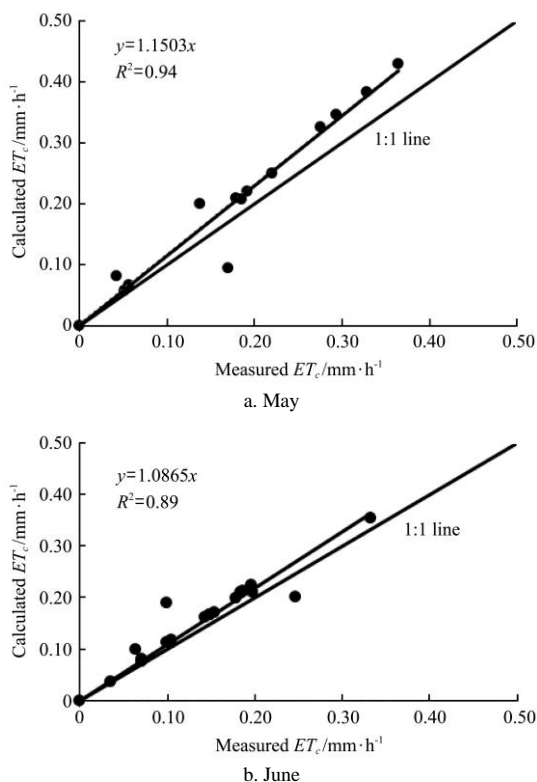 0.50
y=1.1503x
R²=0.94
0.40
0.30
1:1 line
0.20
0.10
0
Calculated ETc/mm·h⁻¹
0 0.10 0.20 0.30 0.40 0.50
Measured ETc/mm·h⁻¹
a. May
0.50
y=1.0865x
R²=0.89
0.40
1:1 line
0.30
0.20
0.10
0
Calculated ETc/mm·h⁻¹
0 0.10 0.20 0.30 0.40 0.50
Measured ETc/mm·h⁻¹
b. June